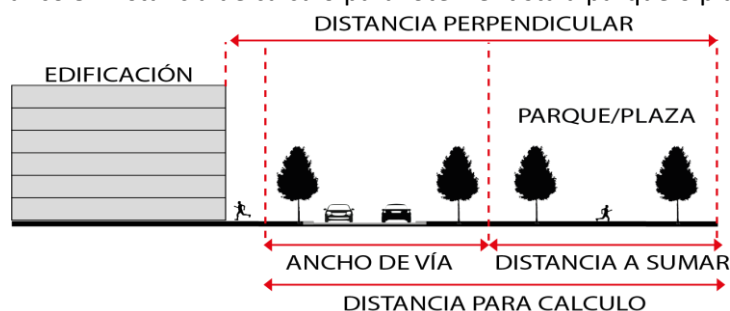 DISTANCIA PERPENDICULAR
EDIFICACIÓN
PARQUE/PLAZA
ANCHO DE VÍA
DISTANCIA A SUMAR
DISTANCIA PARA CALCULO